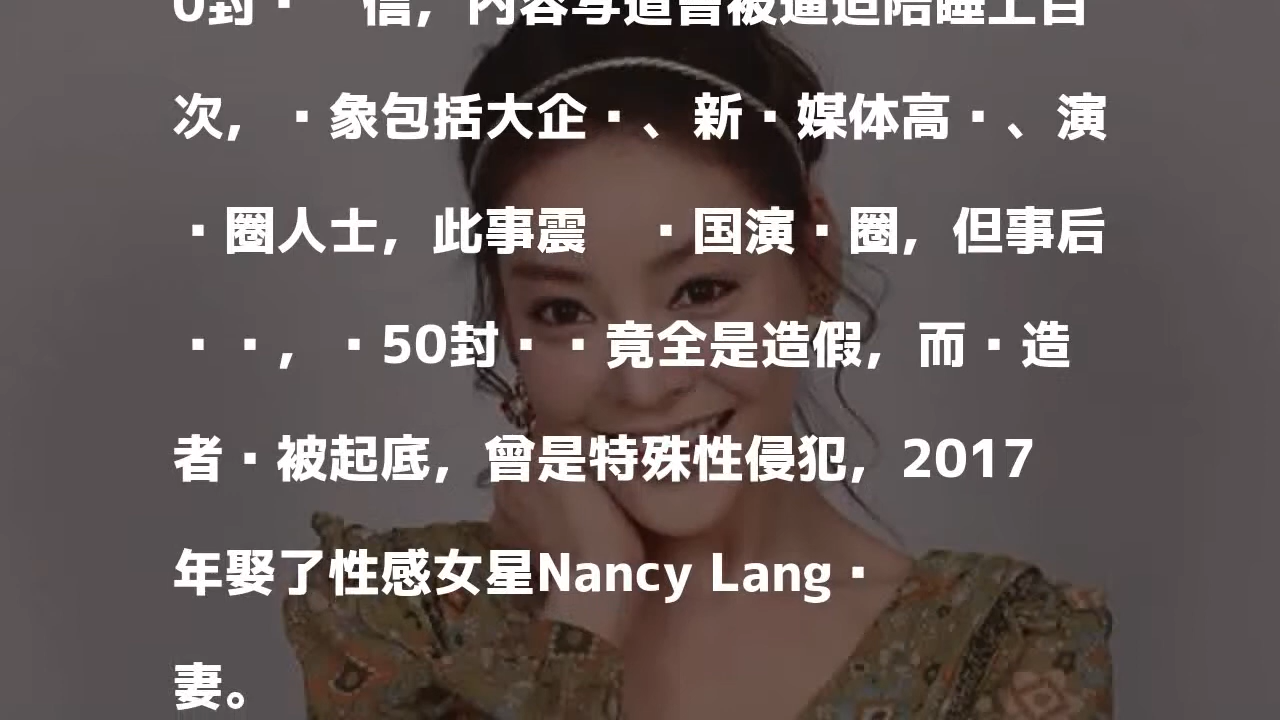 0封▪ 信，内容写道曾被逼迫陪睡上百
次，▪象包括大企▪、新▪媒体高▪、演
▪圈人士，此事震 ▪国演▪圈，但事后
▪▪，▪50封▪▪竟全是造假，而▪造
者▪被起底，曾是特殊性侵犯，2017
年娶了性感女星Nancy Lang▪
妻。